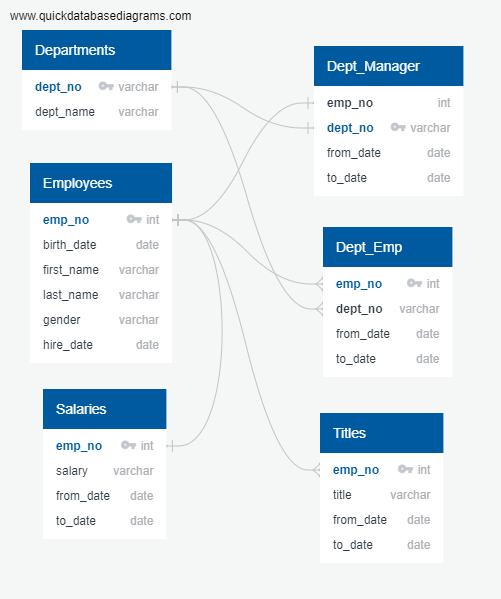 www.quickdatabasediagrams.com
Departments
dept_no varchar
dept_name varchar
Employees
emp_no int
birth_date date
first_name varchar
last_name varchar
gender varchar
hire_date date
Salaries
emp_no int
salary varchar
from_date date
to_date date
Dept_Manager
emp_no int
dept_no varchar
from_date date
to_date date
Dept_Emp
emp_no int
dept_no varchar
from_date date
to_date date
Titles
emp_no int
title varchar
from_date date
to_date date